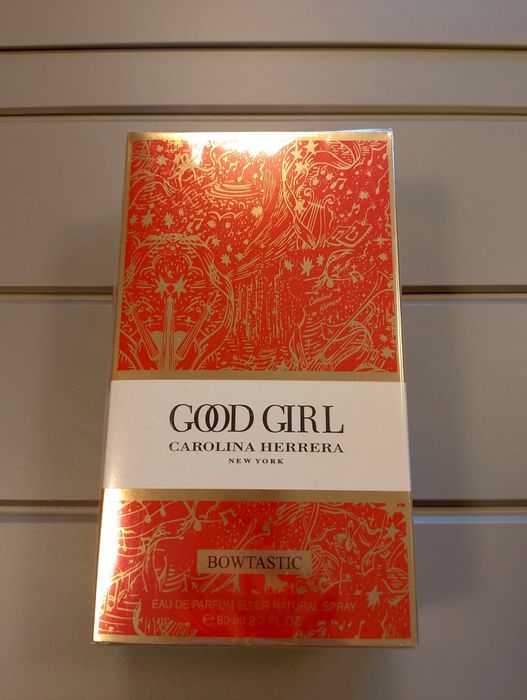 GOOD GIRL
CAROLINA HERRERA
NEW YORK
BOWTASTIC
EAU DE PARFUM ELIXIR NATURAL SPRAY
℮ 80 ml 2.7 FL OZ